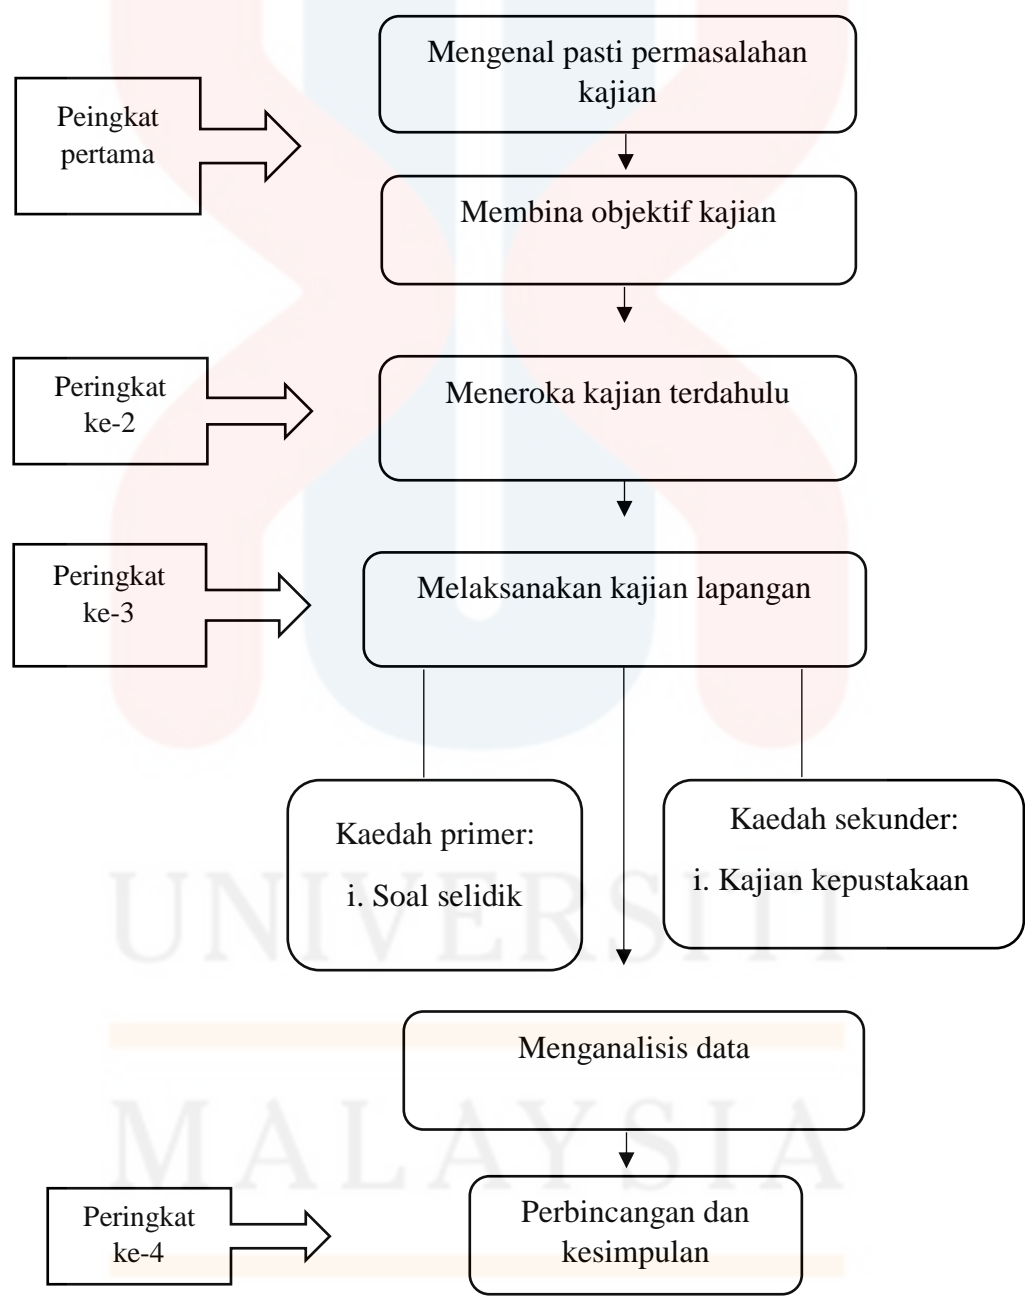 Mengenal pasti permasalahan
kajian
Peingkat
pertama
Membina objektif kajian
Peringkat
ke-2
Meneroka kajian terdahulu
Peringkat
ke-3
Melaksanakan kajian lapangan
Kaedah primer:
i. Soal selidik
Kaedah sekunder:
i. Kajian kepustakaan
UNIVERSITI
Menganalisis data
MALAYSIA
Peringkat
ke-4
Perbincangan dan
kesimpulan